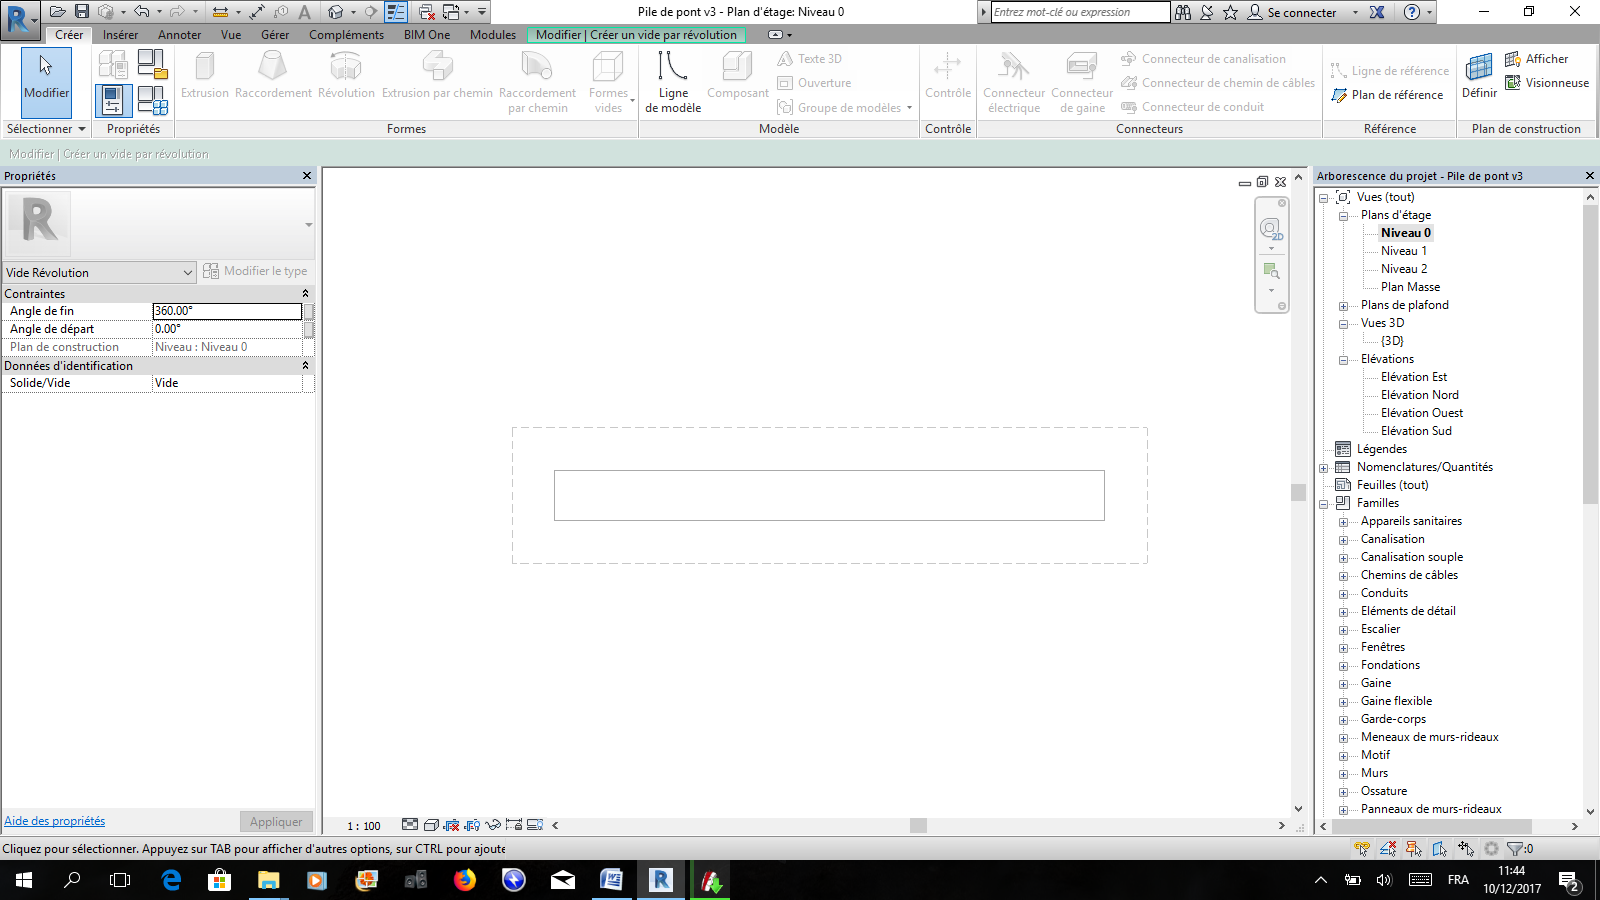 Pile de pont v3 - Plan d'étage: Niveau 0
Entrez mot-clé ou expression
Se connecter
Créer Insérer Annoter Vue Gérer Compléments BIM One Modules Modifier | Créer un vide par révolution
Modifier
Sélectionner
Propriétés
Extrusion Raccordement Révolution Extrusion par chemin Raccordement par chemin Formes vides
Formes
Ligne de modèle
Composant
Texte 3D
Ouverture
Groupe de modèles
Modèle
Contrôle
Contrôle
Connecteur électrique
Connecteur de gaine
Connecteur de canalisation
Connecteur de chemin de câbles
Connecteur de conduit
Connecteurs
Ligne de référence
Plan de référence
Référence
Définir
Afficher
Visionneuse
Plan de construction
Modifier | Créer un vide par révolution
Propriétés
R
Vide Révolution
Modifier le type
Contraintes
Angle de fin 360.00°
Angle de départ 0.00°
Plan de construction Niveau : Niveau 0
Données d'identification
Solide/Vide Vide
Aide des propriétés
Appliquer
2D
1 : 100
Arborescence du projet - Pile de pont v3
Vues (tout)
Plans d'étage
Niveau 0
Niveau 1
Niveau 2
Plan Masse
Plans de plafond
Vues 3D
{3D}
Elévations
Elévation Est
Elévation Nord
Elévation Ouest
Elévation Sud
Légendes
Nomenclatures/Quantités
Feuilles (tout)
Familles
Appareils sanitaires
Canalisation
Canalisation souple
Chemins de câbles
Conduits
Eléments de détail
Escalier
Fenêtres
Fondations
Gaine
Gaine flexible
Garde-corps
Meneaux de murs-rideaux
Motif
Murs
Ossature
Panneaux de murs-rideaux
Cliquez pour sélectionner. Appuyez sur TAB pour afficher d'autres options, sur CTRL pour ajoute
:0
FRA
11:44
10/12/2017
2